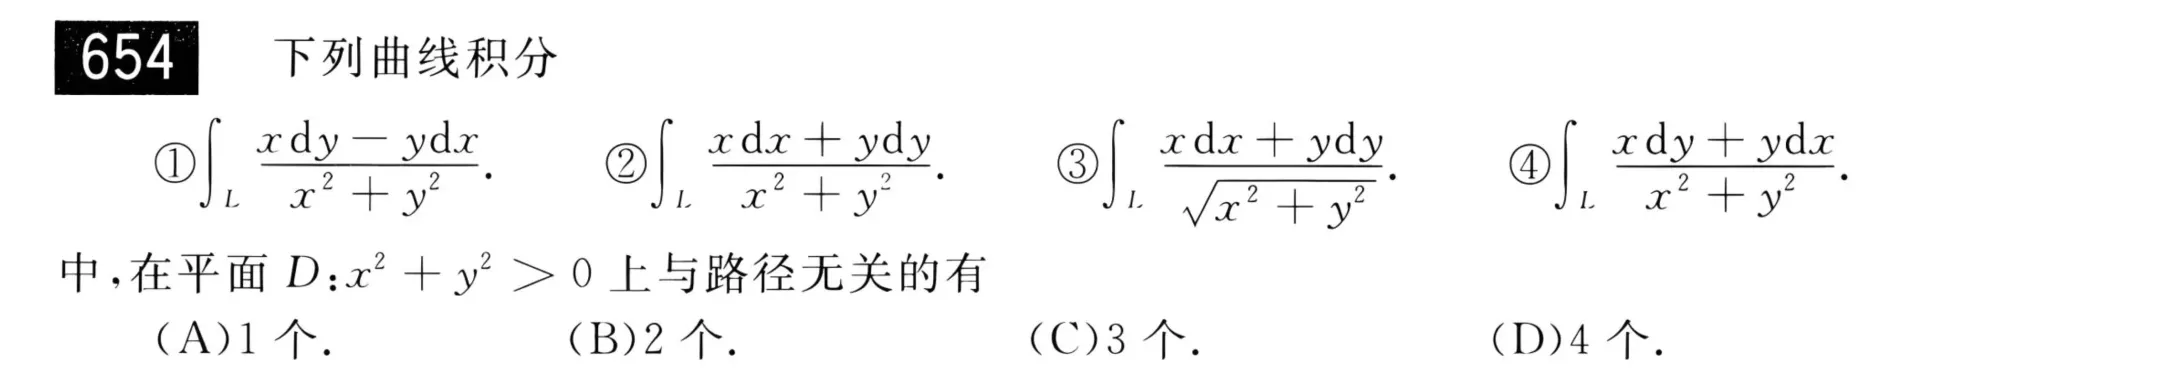 654 下列曲线积分
①∫_L (xdy − ydx)/(x² + y²). ②∫_L (xdx + ydy)/(x² + y²). ③∫_L (xdx + ydy)/√(x² + y²). ④∫_L (xdy + ydx)/(x² + y²).
中,在平面 D:x² + y² > 0 上与路径无关的有
(A)1 个. (B)2 个. (C)3 个. (D)4 个.